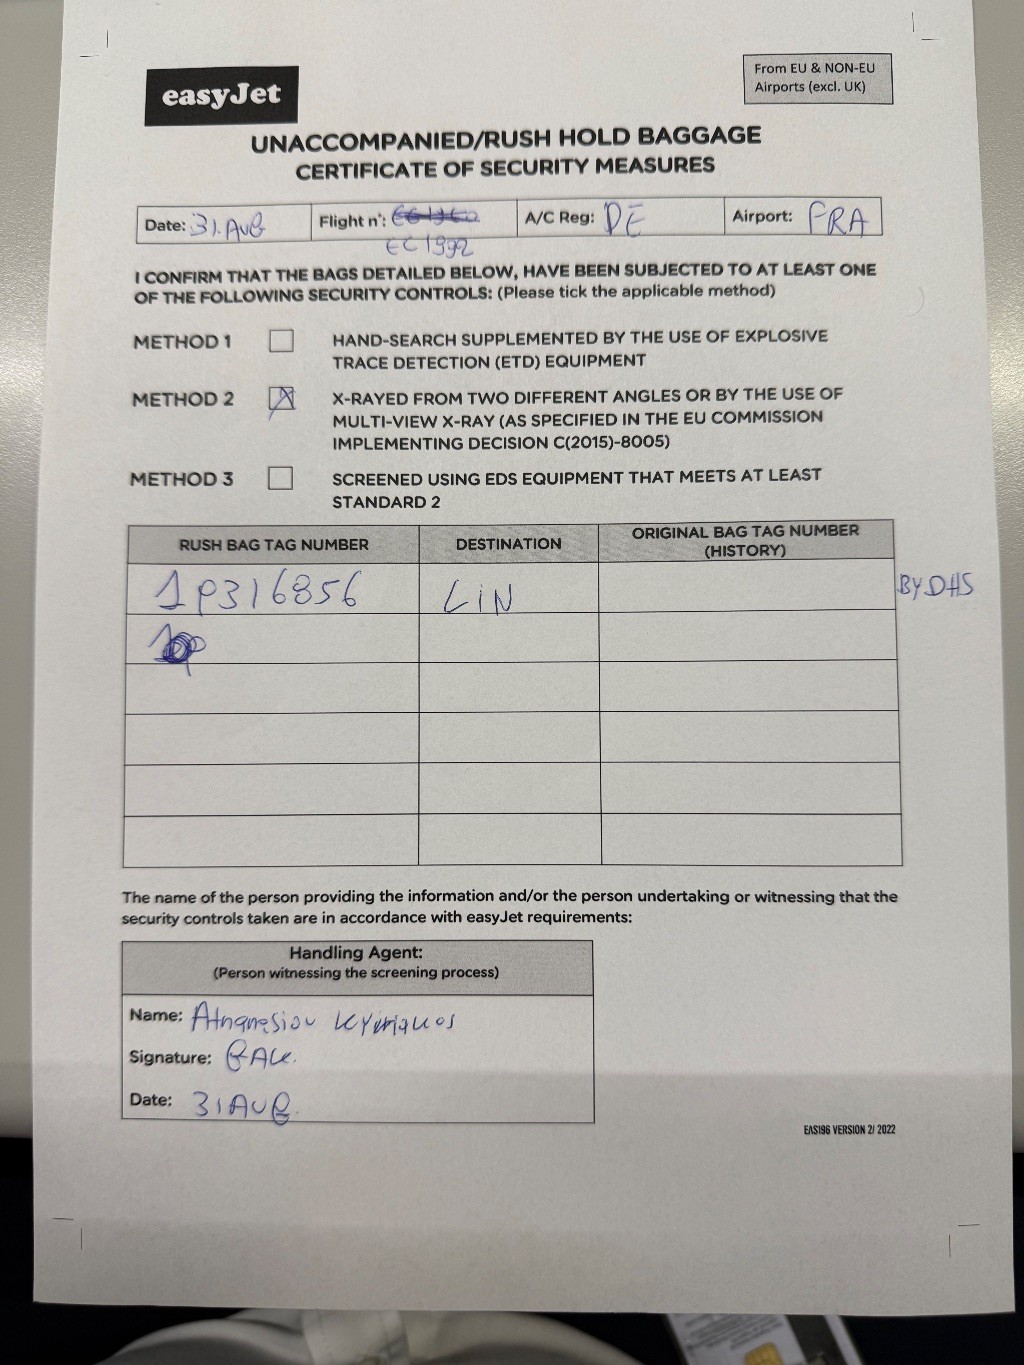 easyJet
From EU & NON-EU
Airports (excl. UK)
UNACCOMPANIED/RUSH HOLD BAGGAGE
CERTIFICATE OF SECURITY MEASURES
Date: 31. AUG Flight n°: A/C Reg: DE Airport: FRA
EC1992
I CONFIRM THAT THE BAGS DETAILED BELOW, HAVE BEEN SUBJECTED TO AT LEAST ONE
OF THE FOLLOWING SECURITY CONTROLS: (Please tick the applicable method)
METHOD 1 HAND-SEARCH SUPPLEMENTED BY THE USE OF EXPLOSIVE
TRACE DETECTION (ETD) EQUIPMENT
METHOD 2 X-RAYED FROM TWO DIFFERENT ANGLES OR BY THE USE OF
MULTI-VIEW X-RAY (AS SPECIFIED IN THE EU COMMISSION
IMPLEMENTING DECISION C(2015)-8005)
METHOD 3 SCREENED USING EDS EQUIPMENT THAT MEETS AT LEAST
STANDARD 2
RUSH BAG TAG NUMBER DESTINATION ORIGINAL BAG TAG NUMBER
(HISTORY)
1P316856 LIN BY DHS
The name of the person providing the information and/or the person undertaking or witnessing that the
security controls taken are in accordance with easyJet requirements:
Handling Agent:
(Person witnessing the screening process)
Name: Athanasiou
Signature:
Date: 31 AUG.
EAS196 VERSION 2/ 2022